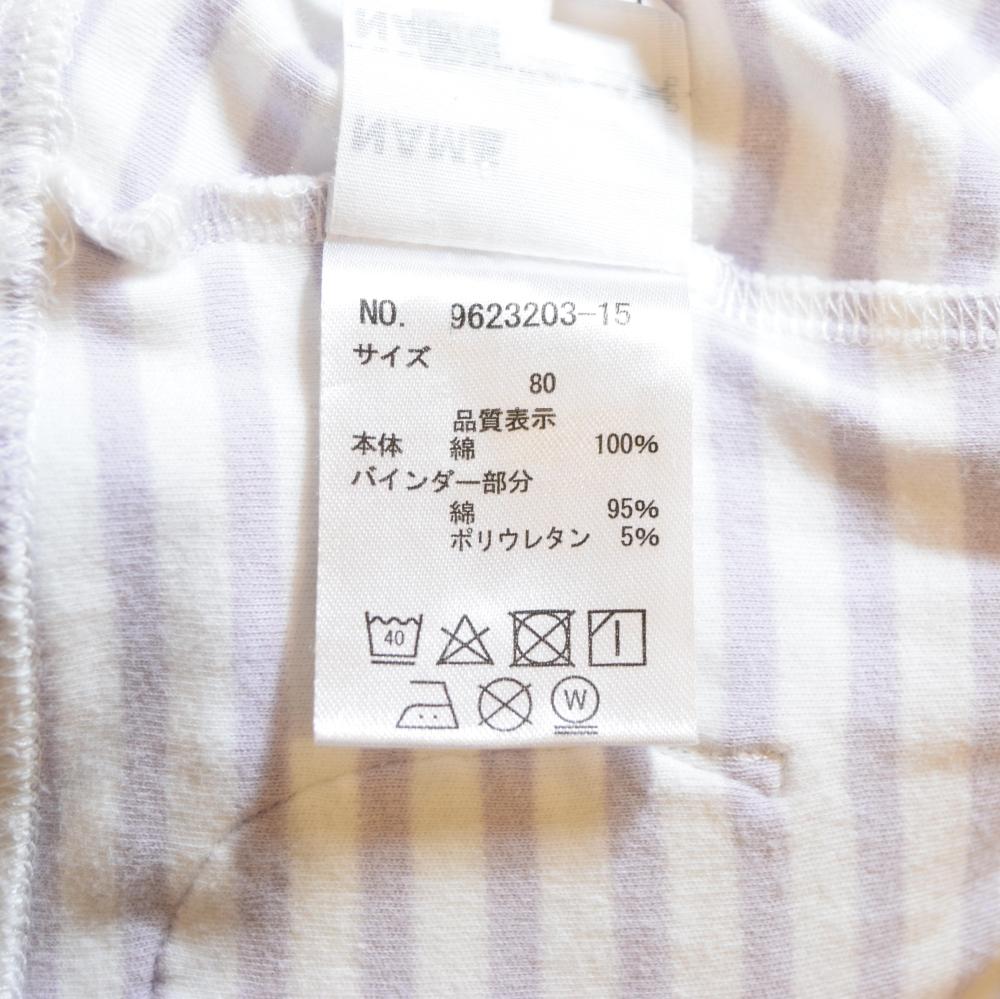 NO. 9623203-15
サイズ
80
品質表示
本体 綿 100%
バインダー部分
綿 95%
ポリウレタン 5%
40
W